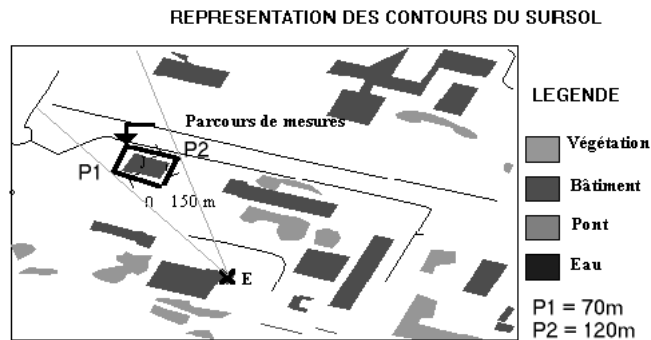 REPRESENTATION DES CONTOURS DU SURSOL
Parcours de mesures
P2
P1
0 150 m
E
LEGENDE
Végétation
Bâtiment
Pont
Eau
P1 = 70m
P2 = 120m